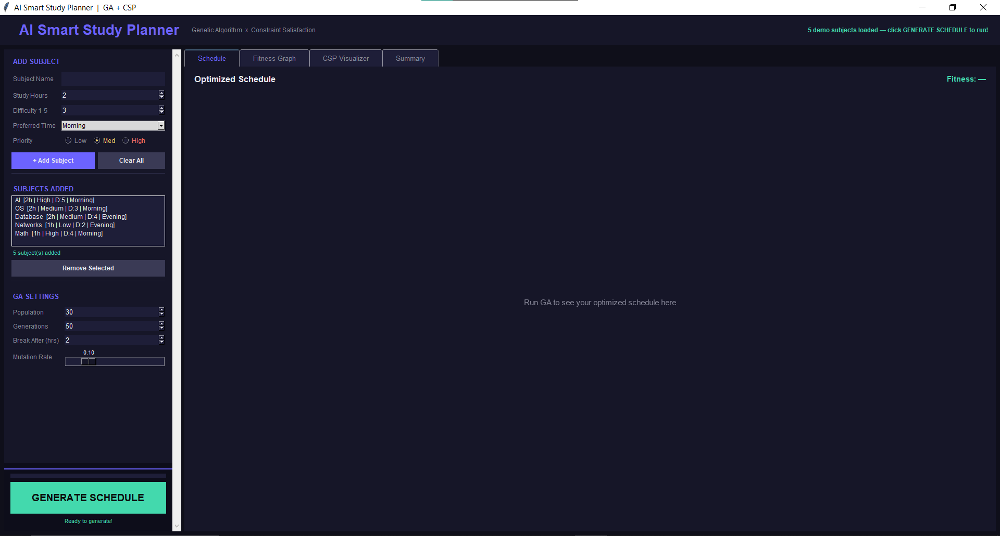 AI Smart Study Planner | GA + CSP
AI Smart Study Planner
Genetic Algorithm x Constraint Satisfaction
5 demo subjects loaded — click GENERATE SCHEDULE to run!
ADD SUBJECT
Subject Name
Study Hours 2
Difficulty 1-5 3
Preferred Time Morning
Priority Low Med High
+ Add Subject Clear All
SUBJECTS ADDED
AI [2h | High | D:5 | Morning]
OS [2h | Medium | D:3 | Morning]
Database [2h | Medium | D:4 | Evening]
Networks [1h | Low | D:2 | Evening]
Math [1h | High | D:4 | Morning]
5 subject(s) added
Remove Selected
GA SETTINGS
Population 30
Generations 50
Break After (hrs) 2
0.10
Mutation Rate
GENERATE SCHEDULE
Ready to generate!
Schedule Fitness Graph CSP Visualizer Summary
Optimized Schedule
Fitness: —
Run GA to see your optimized schedule here